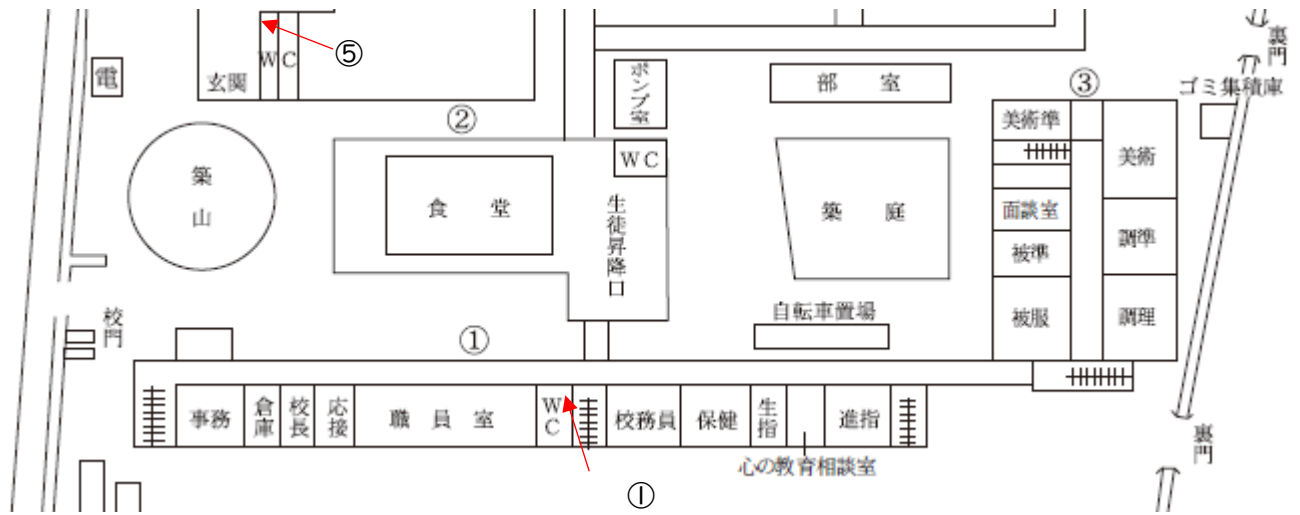 ⑤
WC
玄関
電
②
ポンプ室
部 室
裏門
ゴミ集積庫
③
美術準
美術
WC
築山
食 堂
生徒昇降口
築 庭
面談室
調準
被準
自転車置場
被服
調理
校門
①
事務
倉庫
校長
応接
職 員 室
WC
校務員
保健
生指
進指
心の教育相談室
裏門
①